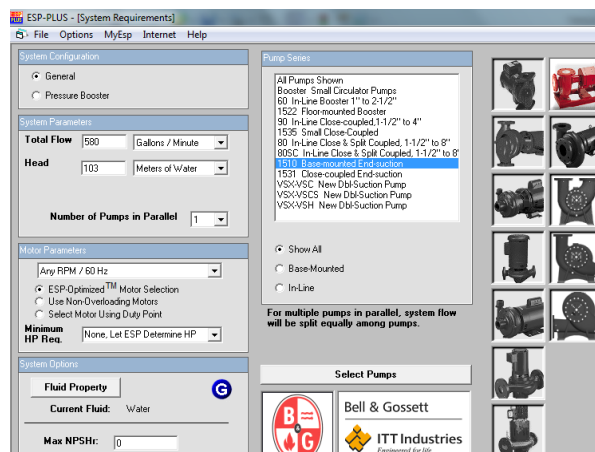 ESP-PLUS - [System Requirements]
File Options MyEsp Internet Help
System Configuration
General
Pressure Booster
System Parameters
Total Flow 580 Gallons / Minute
Head 103 Meters of Water
Number of Pumps in Parallel 1
Motor Parameters
Any RPM / 60 Hz
ESP-Optimized TM Motor Selection
Use Non-Overloading Motors
Select Motor Using Duty Point
Minimum
HP Req. None, Let ESP Determine HP
System Options
Fluid Property G
Current Fluid: Water
Max NPSHr: 0
Pump Series
All Pumps Shown
Booster Small Circulator Pumps
60 In-Line Booster 1" to 2-1/2"
1522 Floor-mounted Booster
90 In-Line Close-coupled,1-1/2" to 4"
1535 Small Close-Coupled
80 In-Line Close & Split Coupled, 1-1/2" to 8"
80SC In-Line Close & Split Coupled, 1-1/2" to 8"
1510 Base-mounted End-suction
1531 Close-coupled End-suction
VSX-VSC New Dbl-Suction Pump
VSX-VSCS New Dbl-Suction Pump
VSX-VSH New Dbl-Suction Pump
Show All
Base-Mounted
In-Line
For multiple pumps in parallel, system flow
will be split equally among pumps.
Select Pumps
B G
Bell & Gossett
ITT Industries
Engineered for life